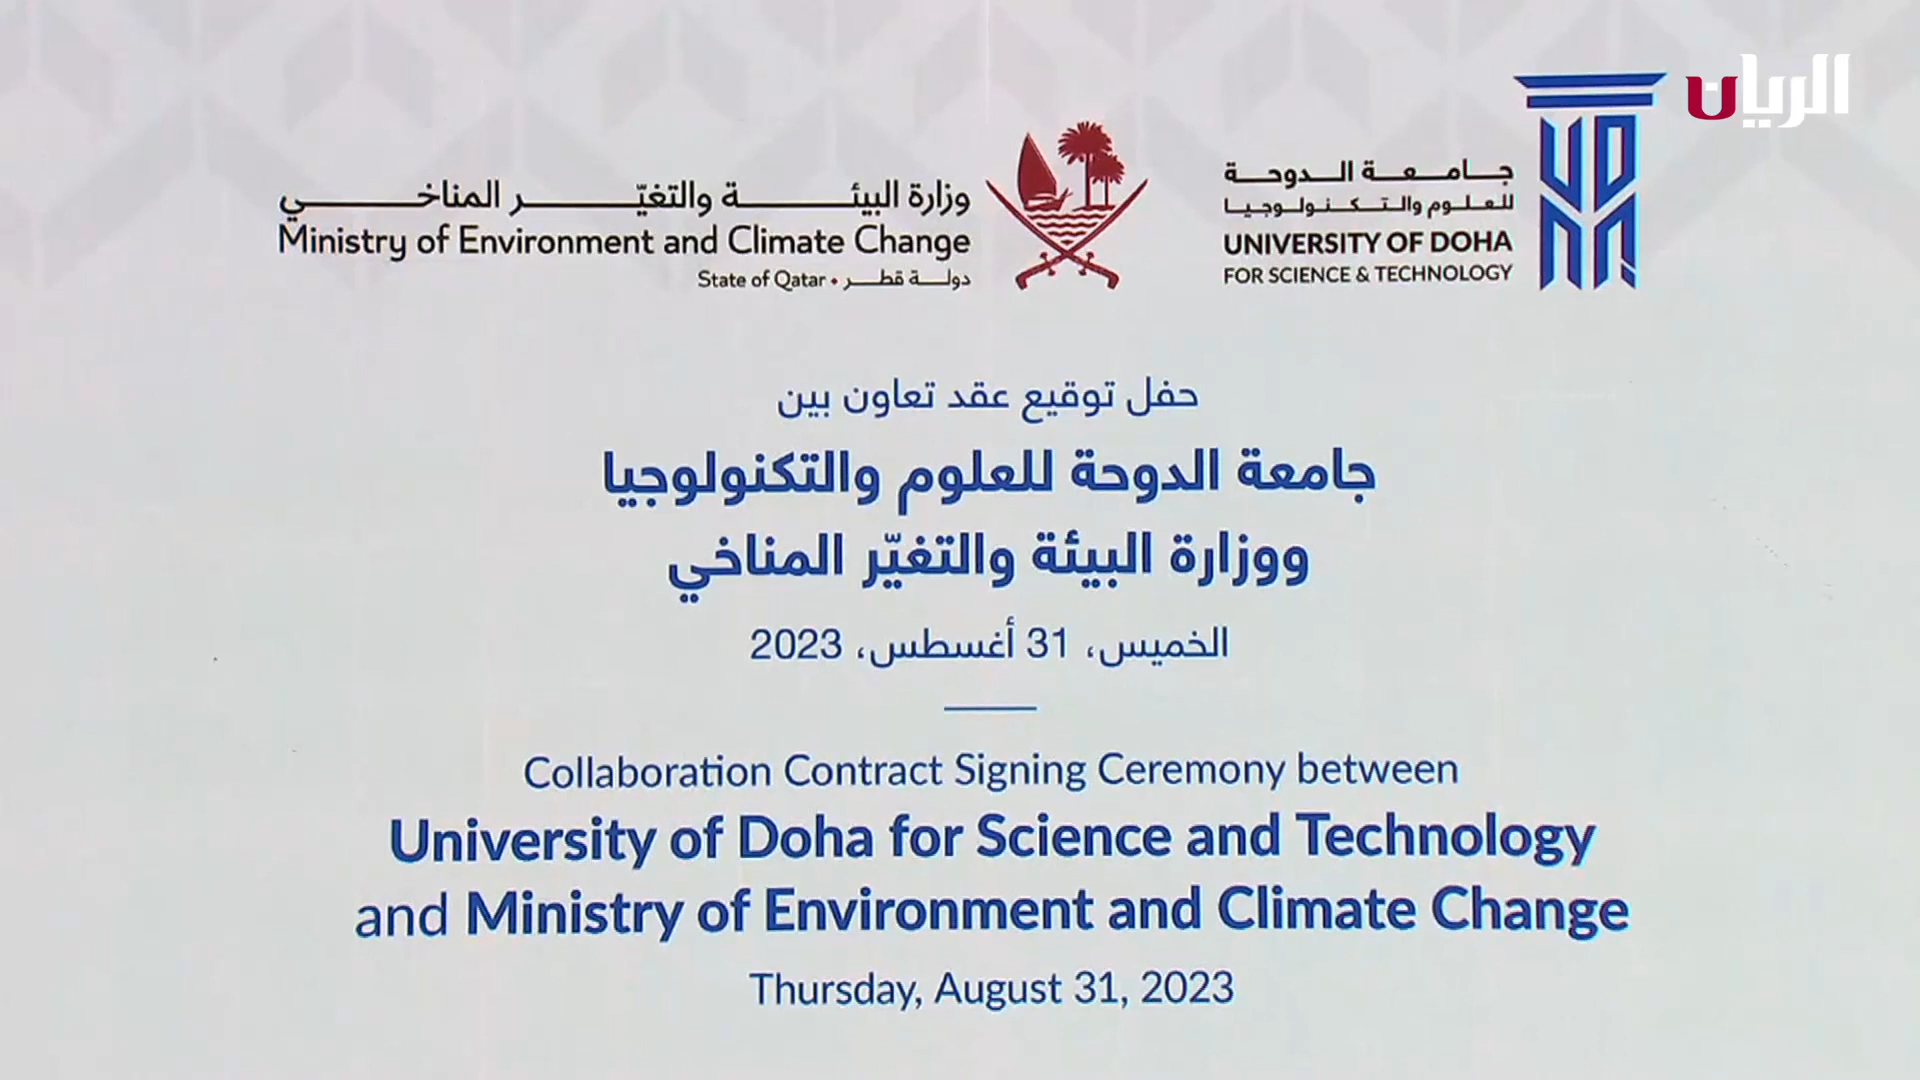 الريان
وزارة البيئة والتغيّر المناخي
Ministry of Environment and Climate Change
دولة قطر • State of Qatar
جامعة الدوحة
للعلوم والتكنولوجيا
UNIVERSITY OF DOHA
FOR SCIENCE & TECHNOLOGY
حفل توقيع عقد تعاون بين
جامعة الدوحة للعلوم والتكنولوجيا
ووزارة البيئة والتغيّر المناخي
الخميس، 31 أغسطس، 2023
Collaboration Contract Signing Ceremony between
University of Doha for Science and Technology
and Ministry of Environment and Climate Change
Thursday, August 31, 2023